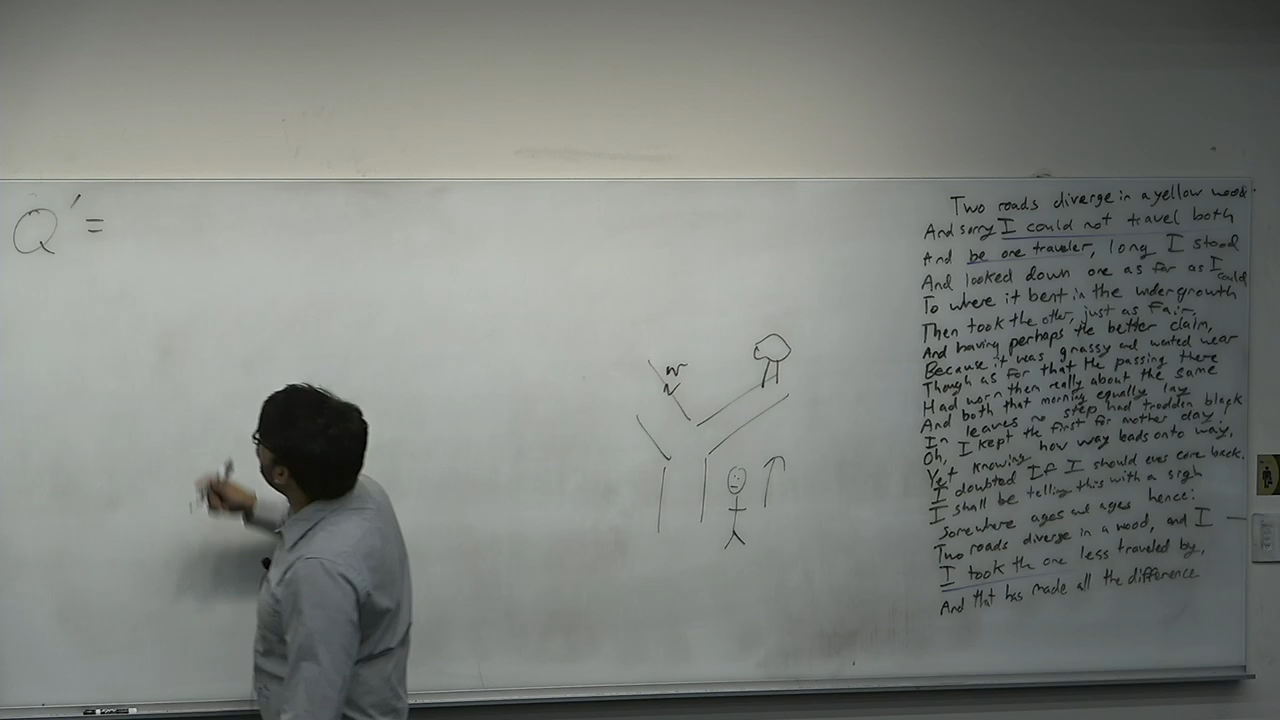 Q' =
Two roads diverge in a yellow wood.
And sorry I could not travel both
And be one traveler, long I stood
And looked down one as far as I could
To where it bent in the undergrowth
Then took the other, just as Fair,
And having perhaps the better claim,
Because it was grassy and wanted wear
Though as for that the passing there
Had worn then really about the same
And both that morning equally lay
In leaves no step had trodden black
Oh, I kept the first for another day.
Yet knowing how way leads onto way,
I doubted If I should ever come back.
I shall be telling this with a sigh
Somewhere ages and ages hence:
Two roads diverge in a wood, and I
I took the one less traveled by,
And that has made all the difference